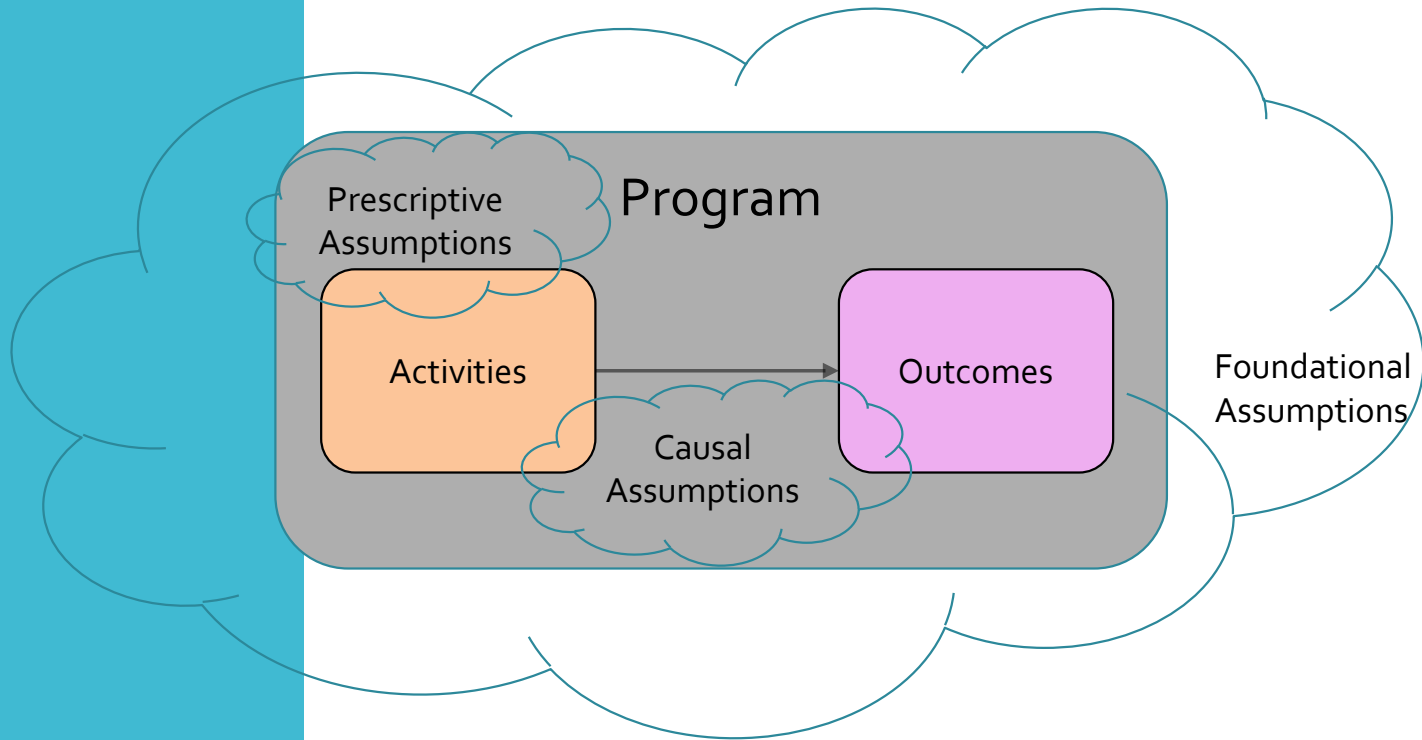 Program
Prescriptive
Assumptions
Activities
Outcomes
Foundational
Assumptions
Causal
Assumptions